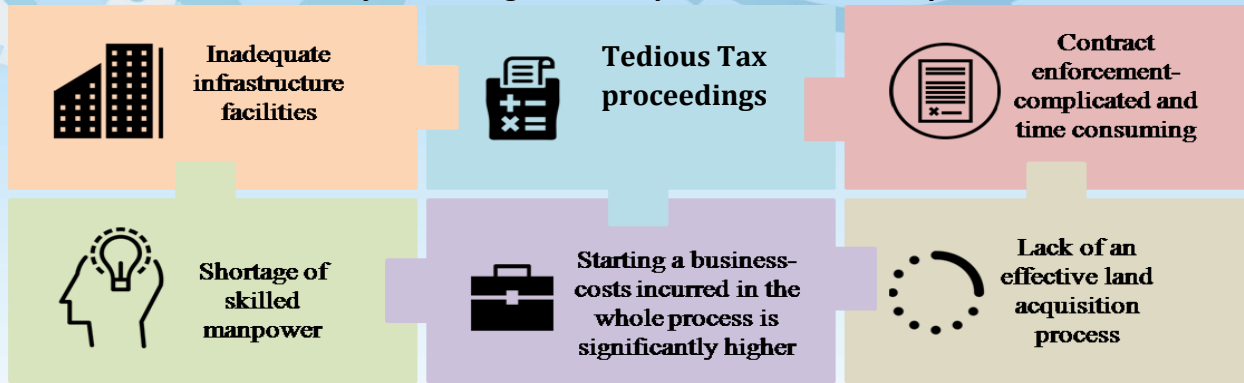 Inadequate
infrastructure
facilities
Tedious Tax
proceedings
Contract
enforcement-
complicated and
time consuming
Shortage of
skilled
manpower
Starting a business-
costs incurred in the
whole process is
significantly higher
Lack of an
effective land
acquisition
process